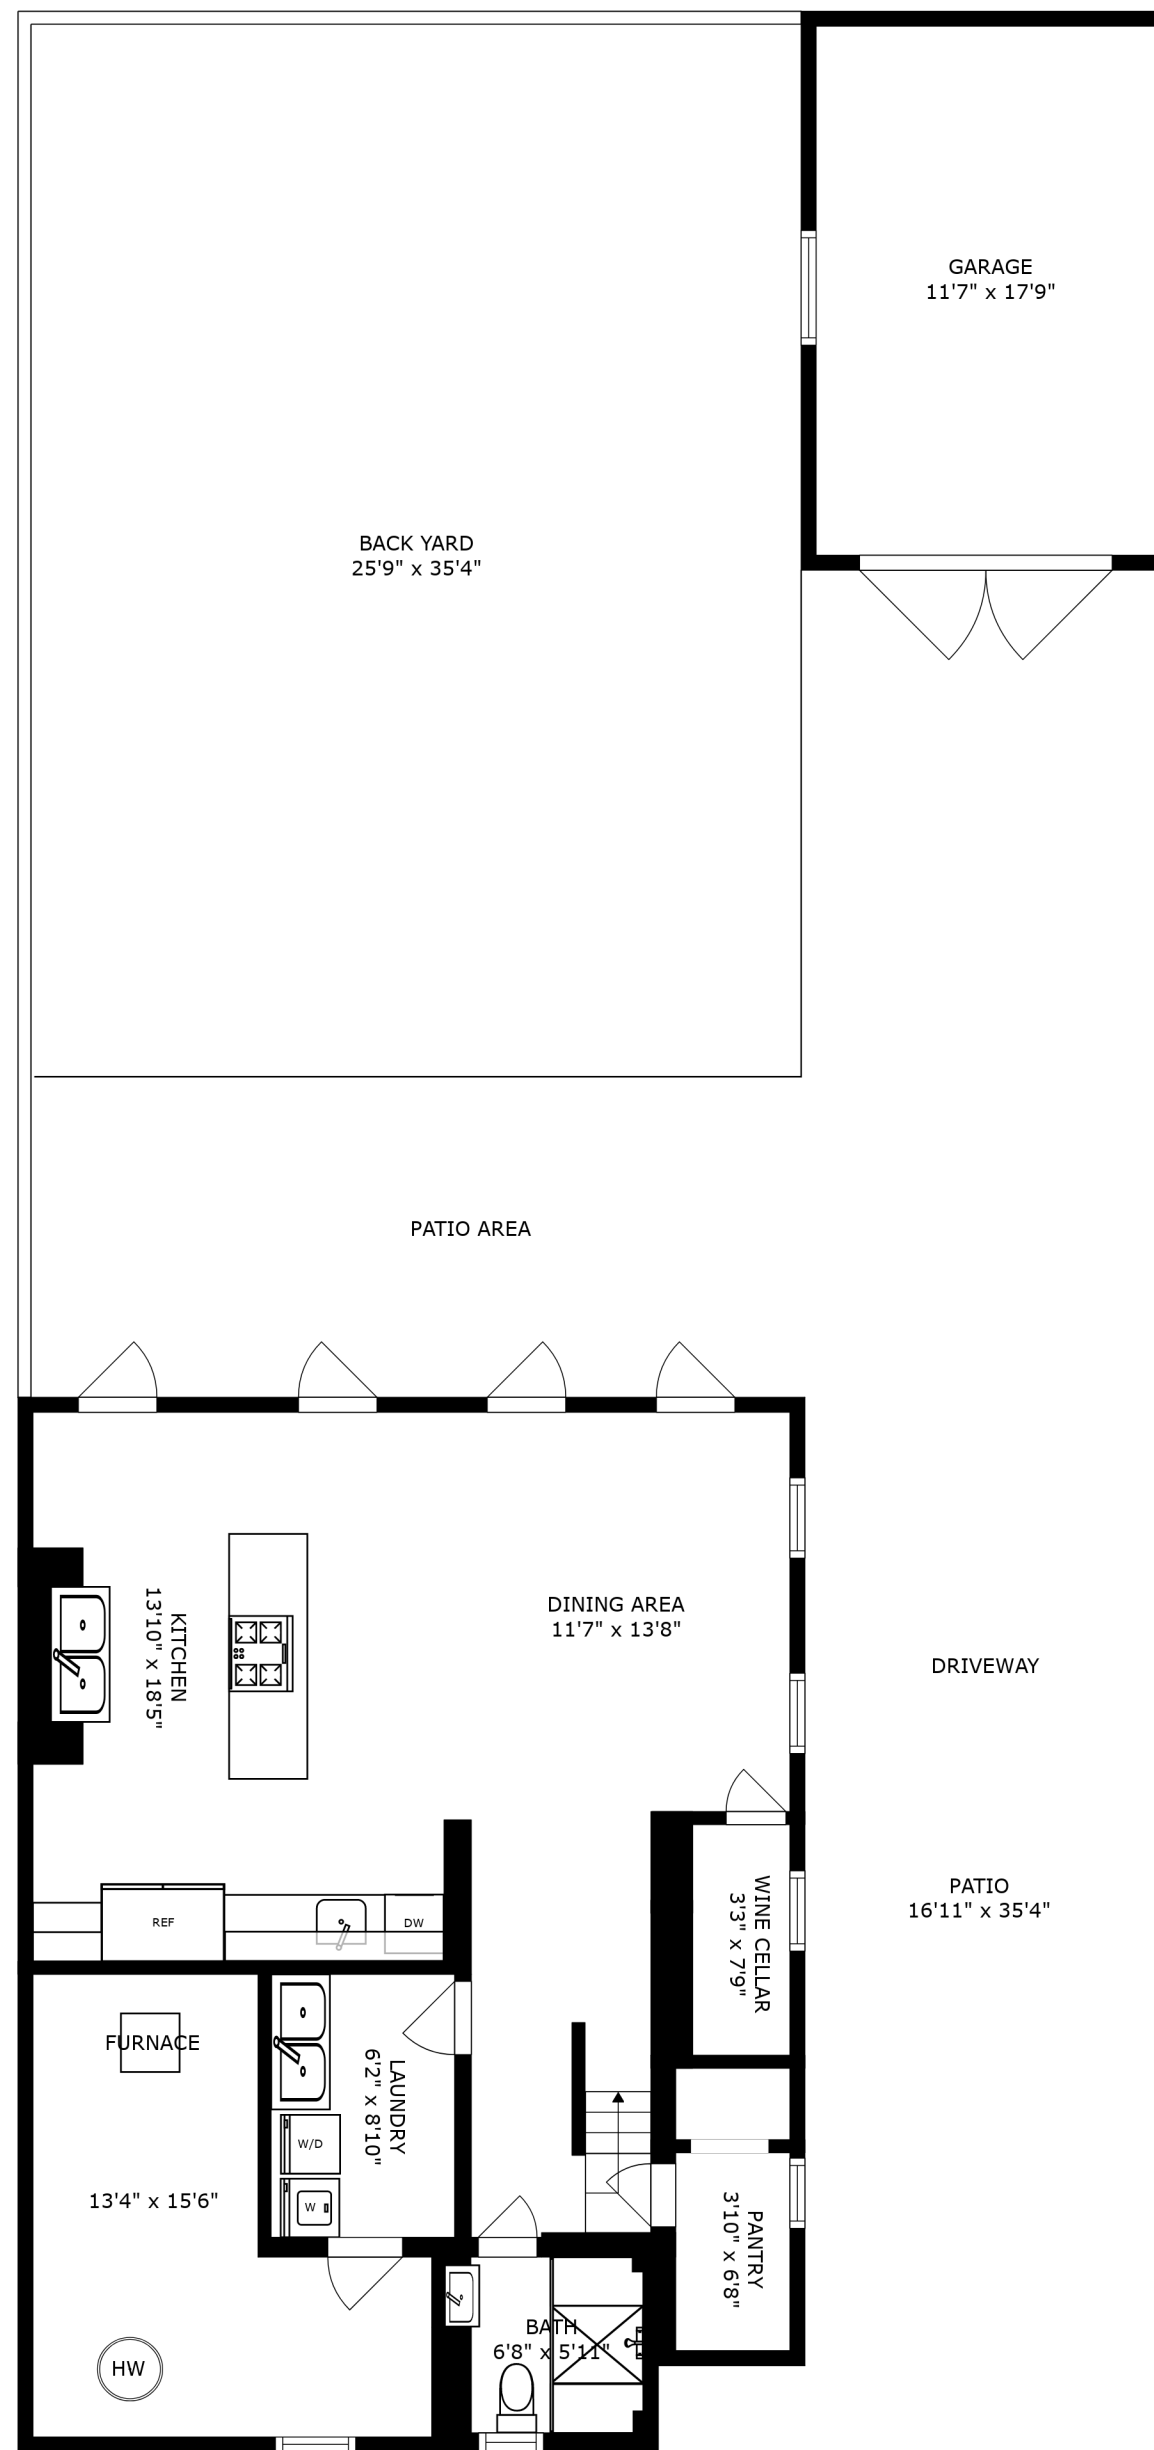 GARAGE
11'7" x 17'9"
BACK YARD
25'9" x 35'4"
PATIO AREA
KITCHEN
13'10" x 18'5"
DINING AREA
11'7" x 13'8"
DRIVEWAY
PATIO
16'11" x 35'4"
REF
DW
WINE CELLAR
3'3" x 7'9"
FURNACE
LAUNDRY
6'2" x 8'10"
W/D
W
13'4" x 15'6"
PANTRY
3'10" x 6'8"
BATH
6'8" x 5'11"
HW